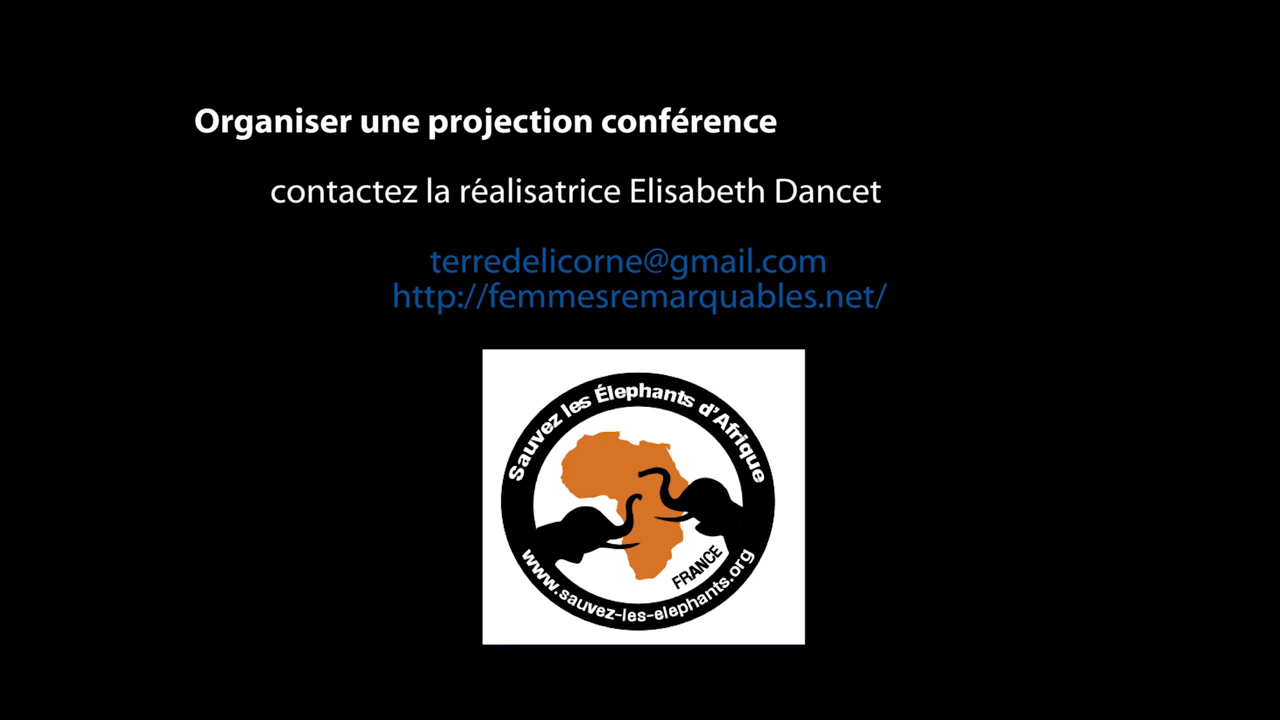 Organiser une projection conférence
contactez la réalisatrice Elisabeth Dancet
terredelicorne@gmail.com
http://femmesremarquables.net/
Sauvez les Élephants d'Afrique
FRANCE
www.sauvez-les-elephants.org